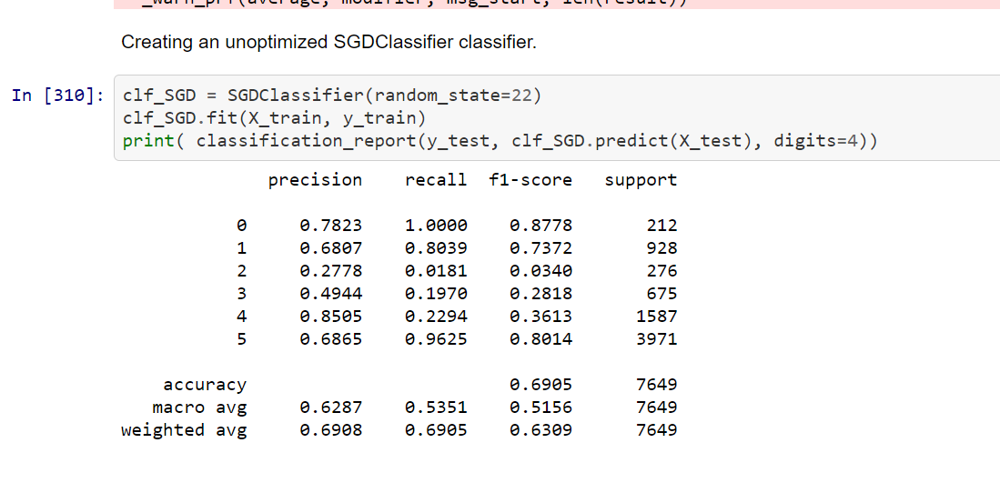 _warn_prf(average, modifier, msg_start, len(result))
Creating an unoptimized SGDClassifier classifier.
In [310]: clf_SGD = SGDClassifier(random_state=22)
clf_SGD.fit(X_train, y_train)
print( classification_report(y_test, clf_SGD.predict(X_test), digits=4))
precision recall f1-score support
0 0.7823 1.0000 0.8778 212
1 0.6807 0.8039 0.7372 928
2 0.2778 0.0181 0.0340 276
3 0.4944 0.1970 0.2818 675
4 0.8505 0.2294 0.3613 1587
5 0.6865 0.9625 0.8014 3971
accuracy 0.6905 7649
macro avg 0.6287 0.5351 0.5156 7649
weighted avg 0.6908 0.6905 0.6309 7649